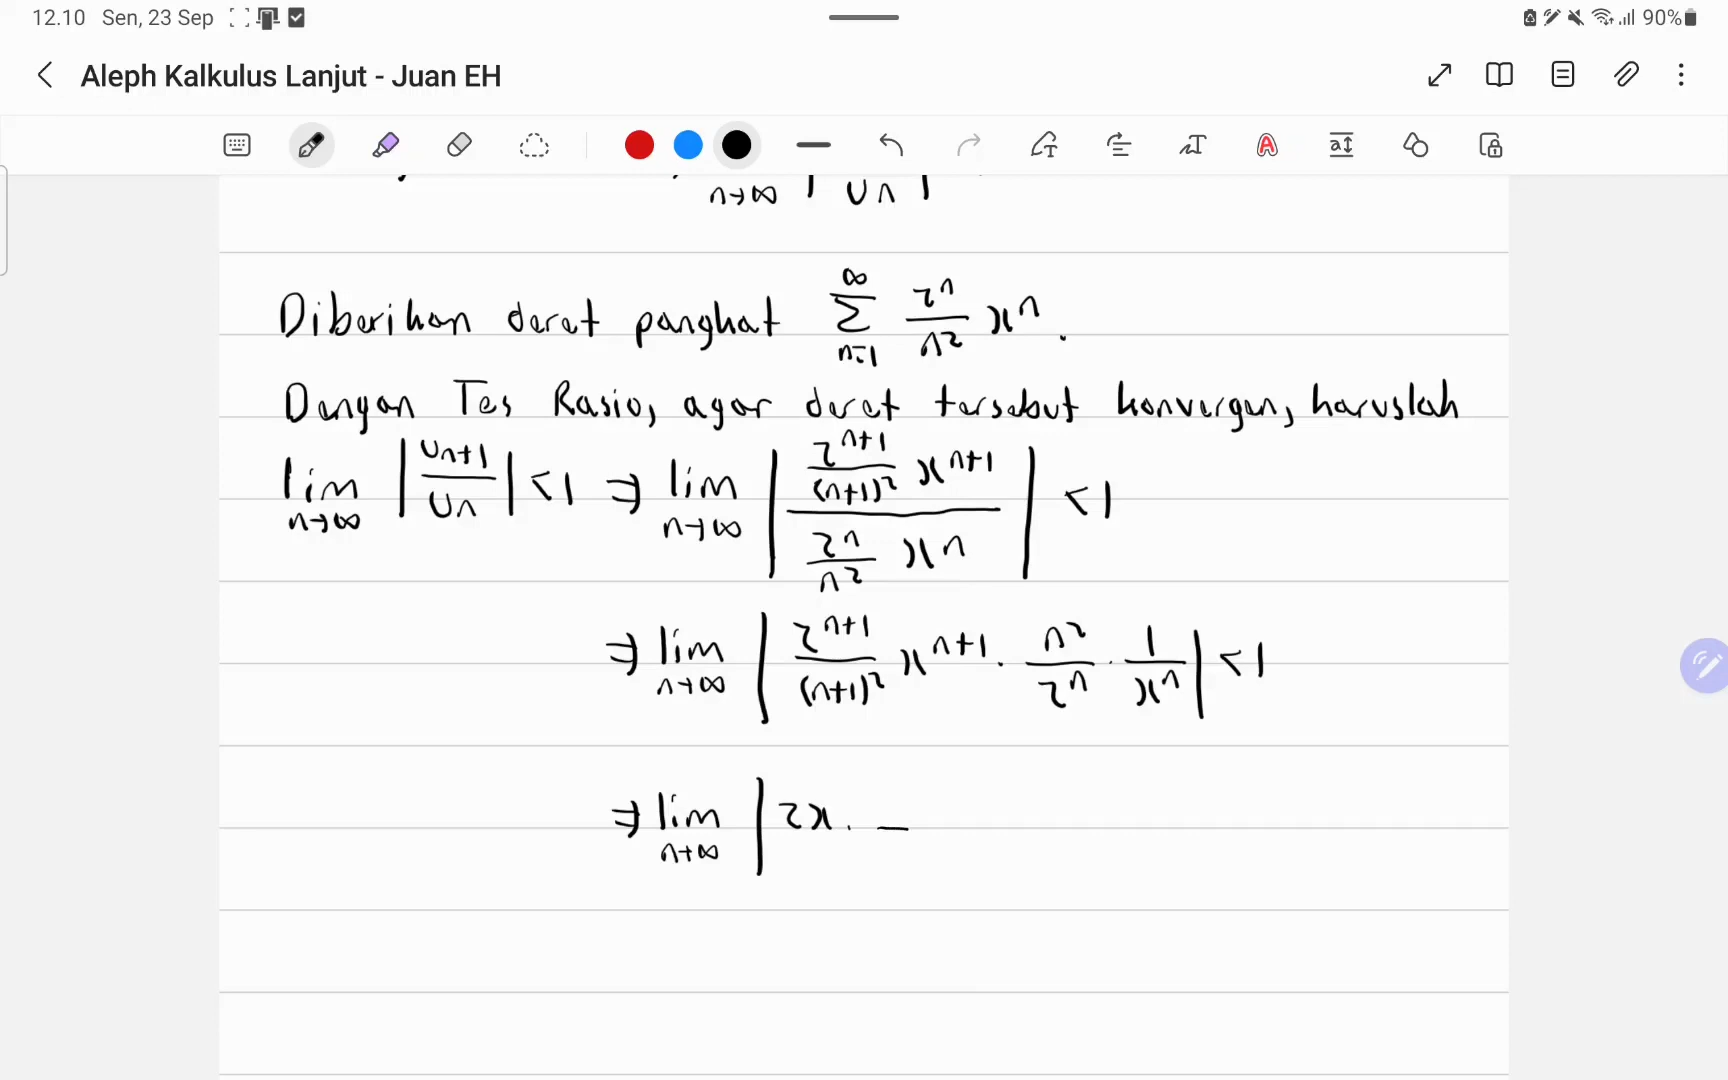 12.10 Sen, 23 Sep 90%
Aleph Kalkulus Lanjut - Juan EH
lim n→∞ | Un |
Diberikan deret pangkat ∑_{n=1}^{∞} 2^n/n^2 x^n.
Dengan Tes Rasio, agar deret tersebut konvergen, haruslah
lim_{n→∞} |U_{n+1}/U_n| < 1 ⇒ lim_{n→∞} |(2^{n+1}/(n+1)^2 x^{n+1})/(2^n/n^2 x^n)| < 1
⇒ lim_{n→∞} |2^{n+1}/(n+1)^2 x^{n+1} · n^2/2^n · 1/x^n| < 1
⇒ lim_{n→∞} |2x · —